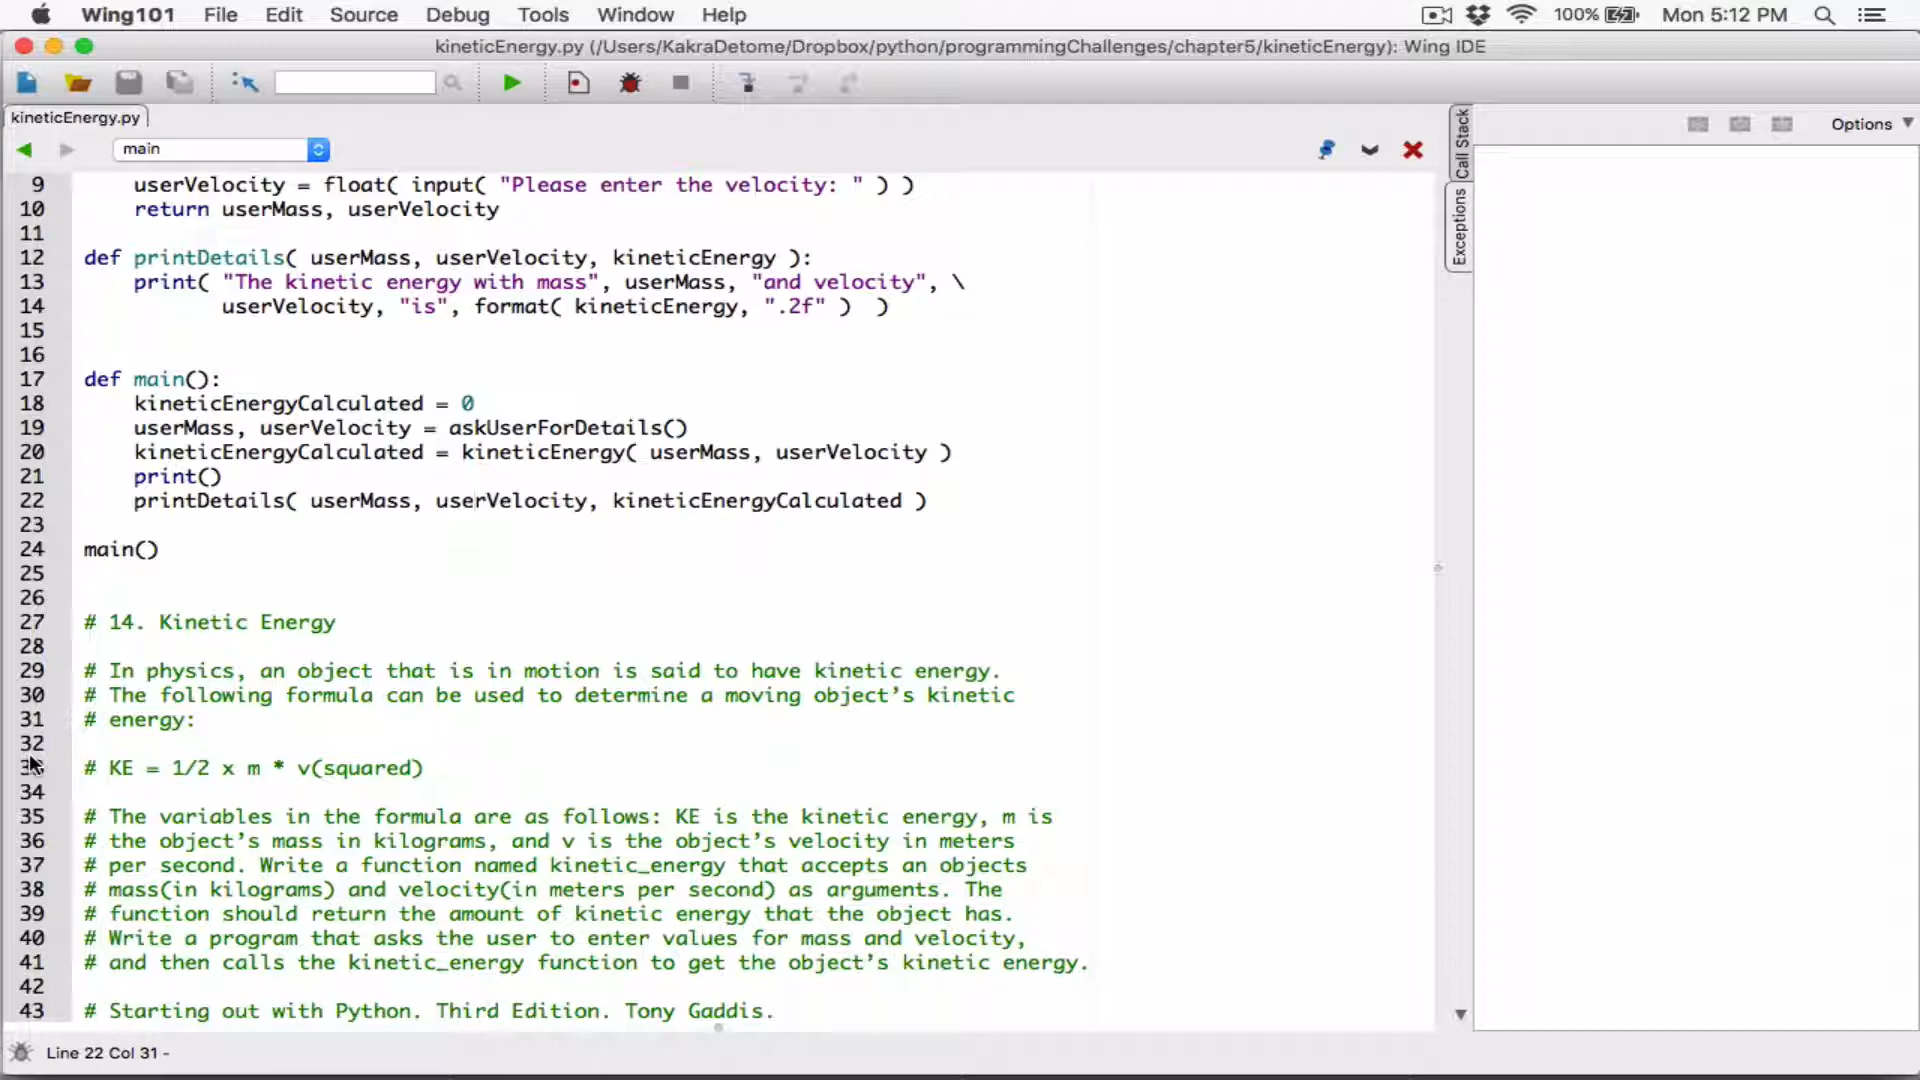 Wing101 File Edit Source Debug Tools Window Help 100% Mon 5:12 PM
kineticEnergy.py (/Users/KakraDetome/Dropbox/python/programmingChallenges/chapter5/kineticEnergy): Wing IDE
kineticEnergy.py
main
Options
Call Stack
Exceptions
9 userVelocity = float( input( "Please enter the velocity: " ) )
10 return userMass, userVelocity
11
12 def printDetails( userMass, userVelocity, kineticEnergy ):
13 print( "The kinetic energy with mass", userMass, "and velocity", \
14 userVelocity, "is", format( kineticEnergy, ".2f" )  )
15
16
17 def main():
18 kineticEnergyCalculated = 0
19 userMass, userVelocity = askUserForDetails()
20 kineticEnergyCalculated = kineticEnergy( userMass, userVelocity )
21 print()
22 printDetails( userMass, userVelocity, kineticEnergyCalculated )
23
24 main()
25
26
27 # 14. Kinetic Energy
28
29 # In physics, an object that is in motion is said to have kinetic energy.
30 # The following formula can be used to determine a moving object’s kinetic
31 # energy:
32
# KE = 1/2 x m * v(squared)
34
35 # The variables in the formula are as follows: KE is the kinetic energy, m is
36 # the object’s mass in kilograms, and v is the object’s velocity in meters
37 # per second. Write a function named kinetic_energy that accepts an objects
38 # mass(in kilograms) and velocity(in meters per second) as arguments. The
39 # function should return the amount of kinetic energy that the object has.
40 # Write a program that asks the user to enter values for mass and velocity,
41 # and then calls the kinetic_energy function to get the object’s kinetic energy.
42
43 # Starting out with Python. Third Edition. Tony Gaddis.
Line 22 Col 31 -